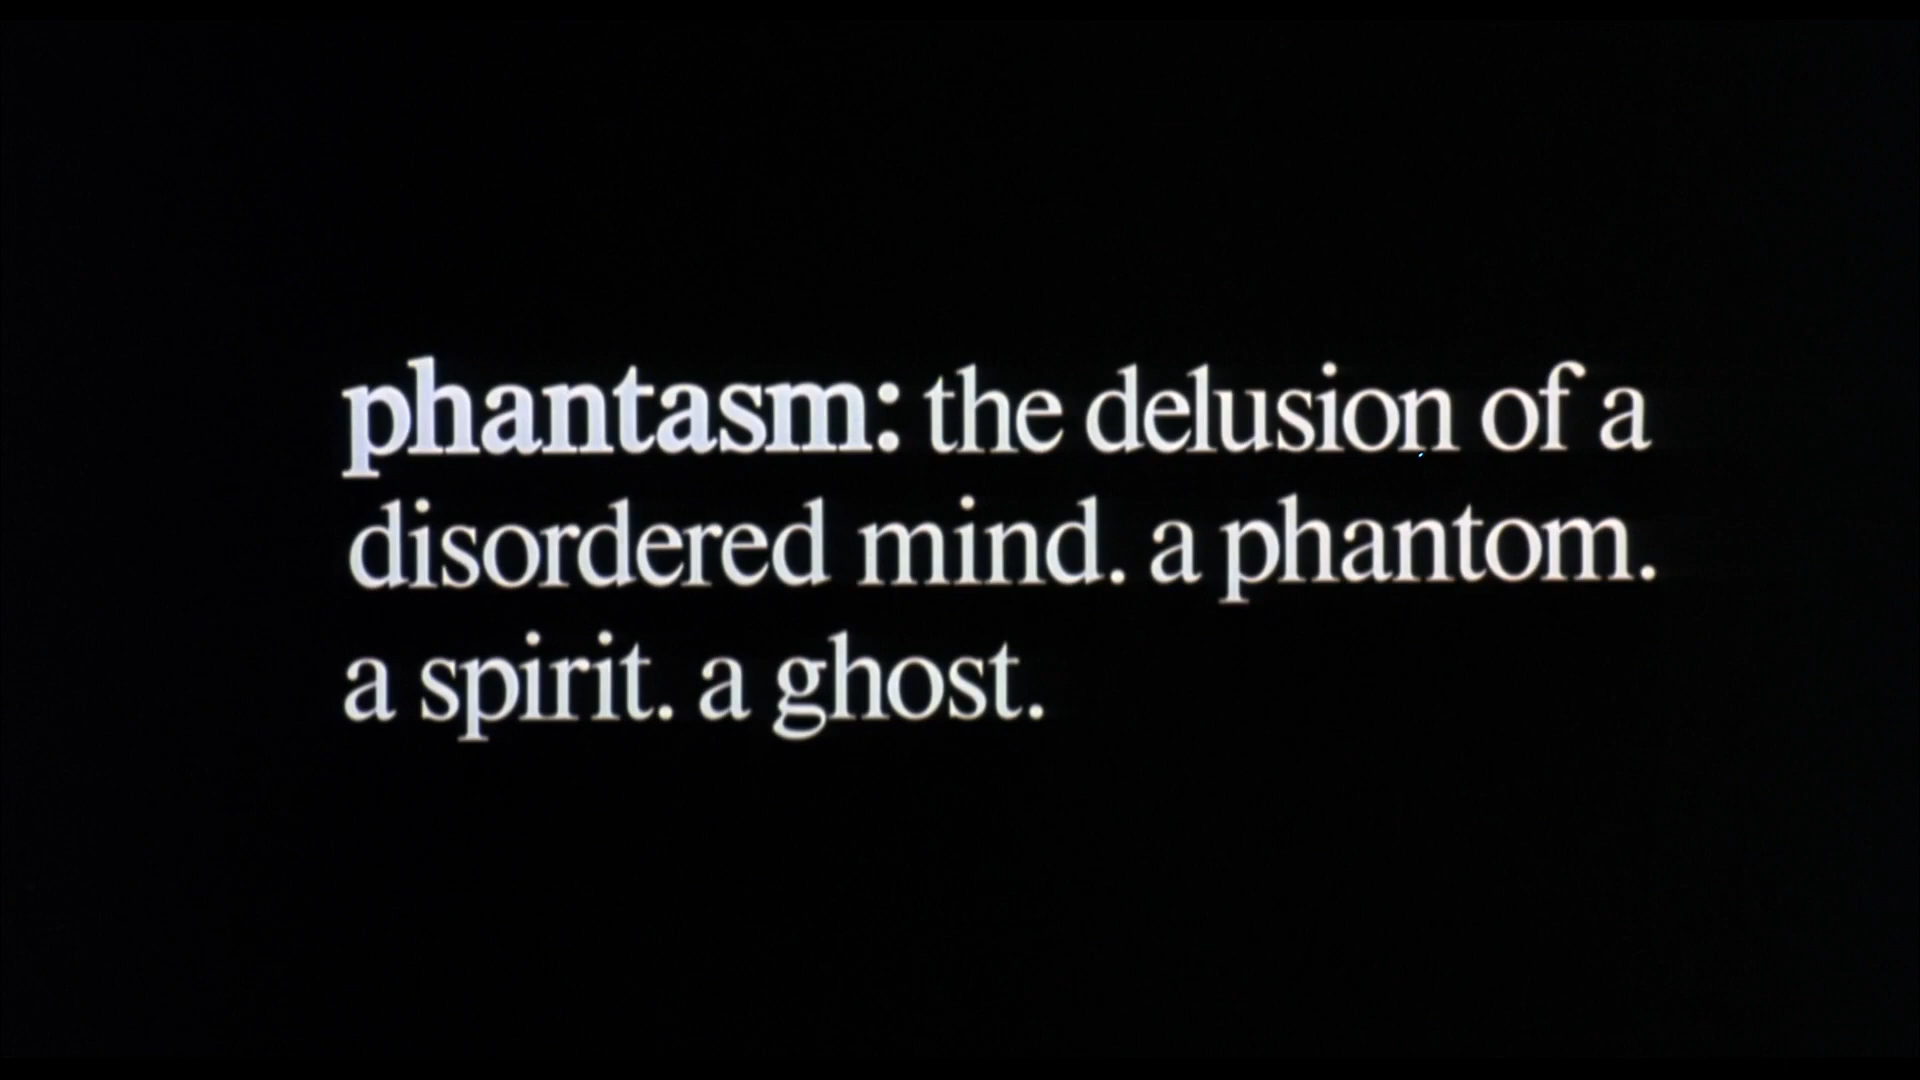 phantasm: the delusion of a
disordered mind. a phantom.
a spirit. a ghost.